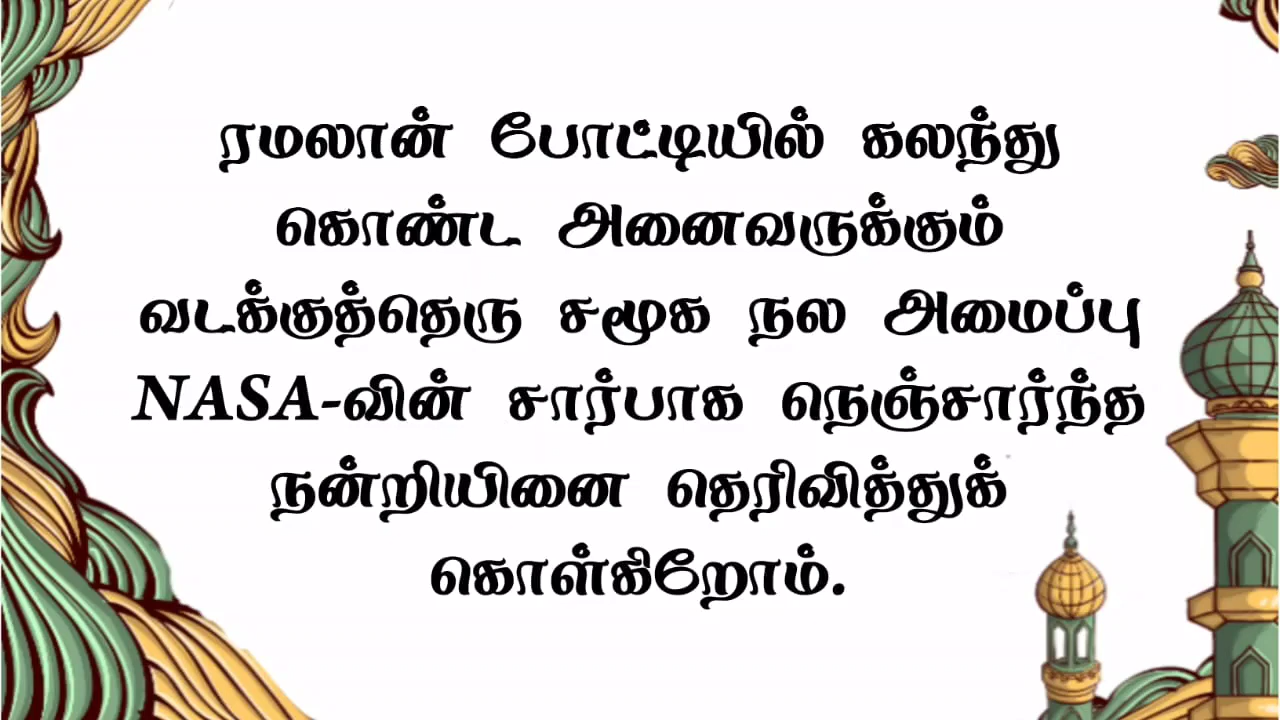 ரமலான் போட்டியில் கலந்து
கொண்ட அனைவருக்கும்
வடக்குத்தெரு சமூக நல அமைப்பு
NASA-வின் சார்பாக நெஞ்சார்ந்த
நன்றியினை தெரிவித்துக்
கொள்கிறோம்.